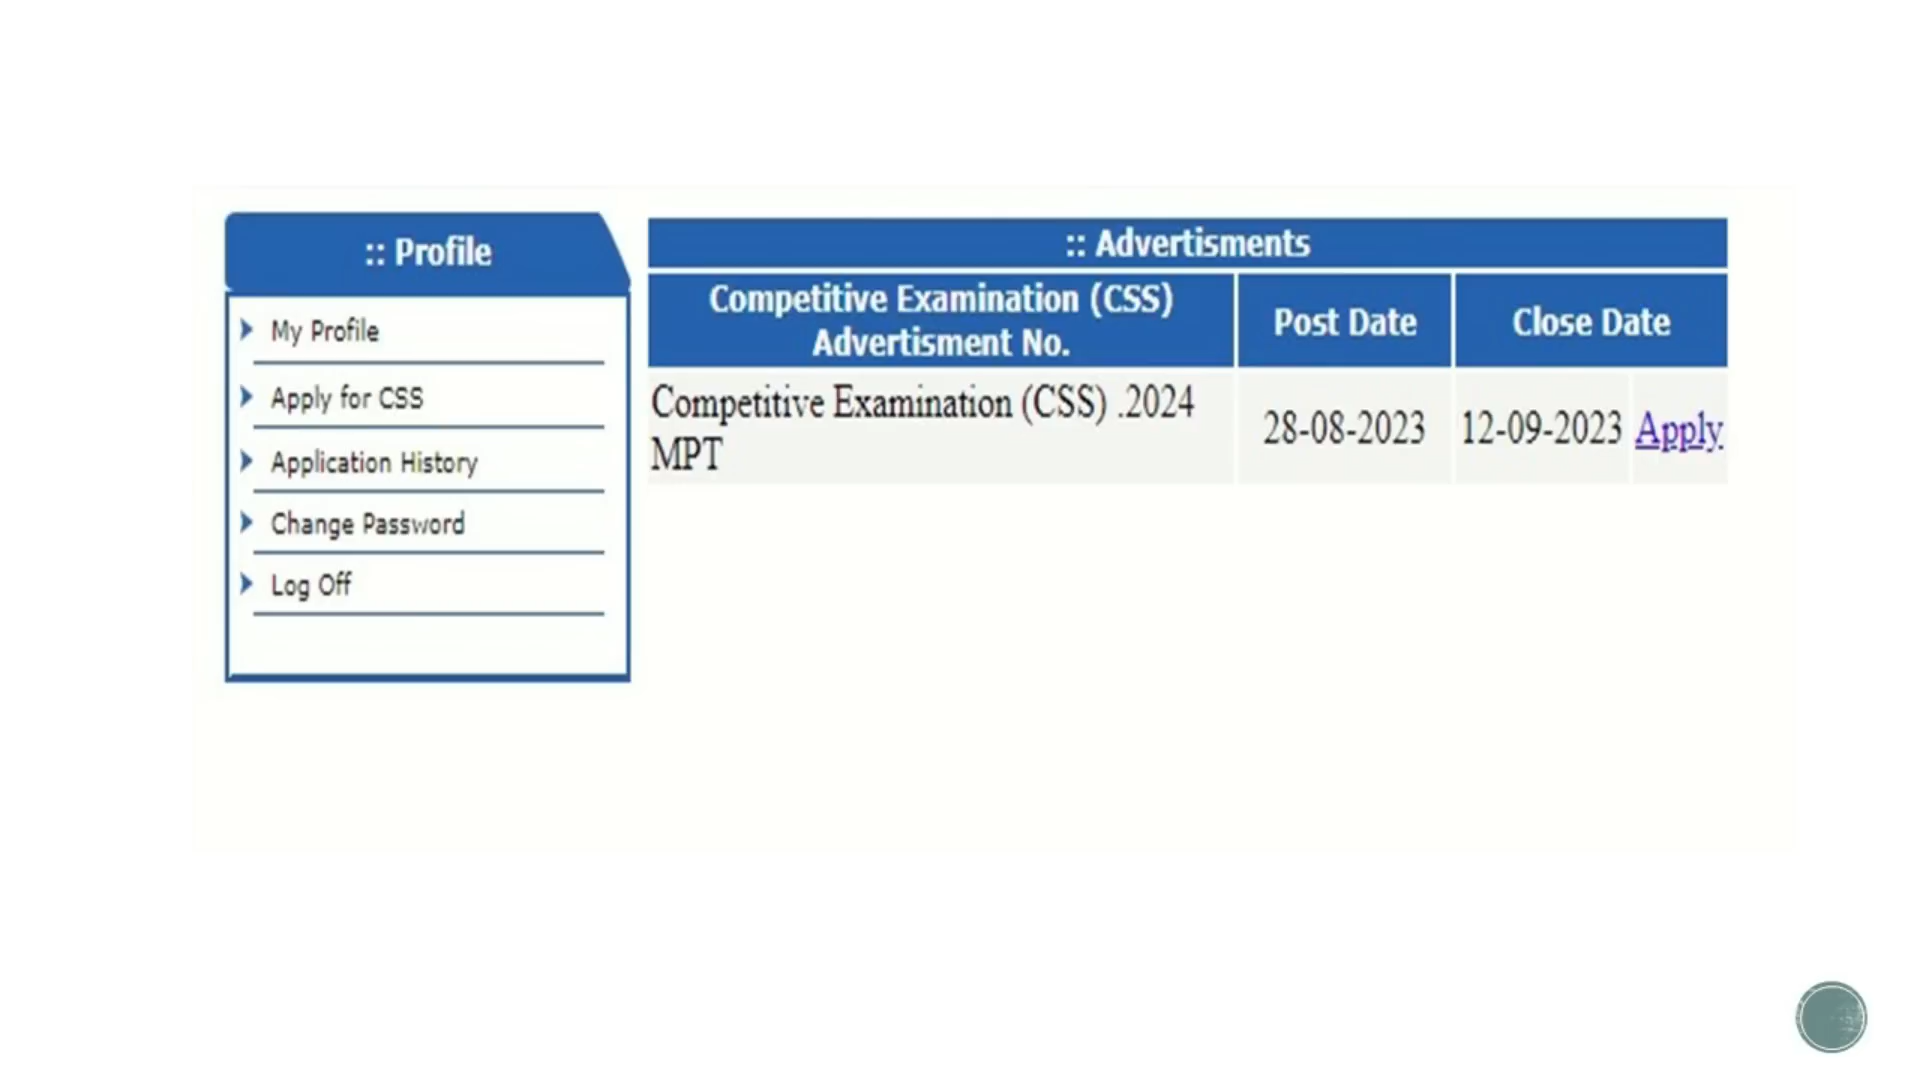 :: Profile
My Profile
Apply for CSS
Application History
Change Password
Log Off
:: Advertisments
Competitive Examination (CSS)
Advertisment No.
Post Date
Close Date
Competitive Examination (CSS) .2024
MPT
28-08-2023
12-09-2023
Apply